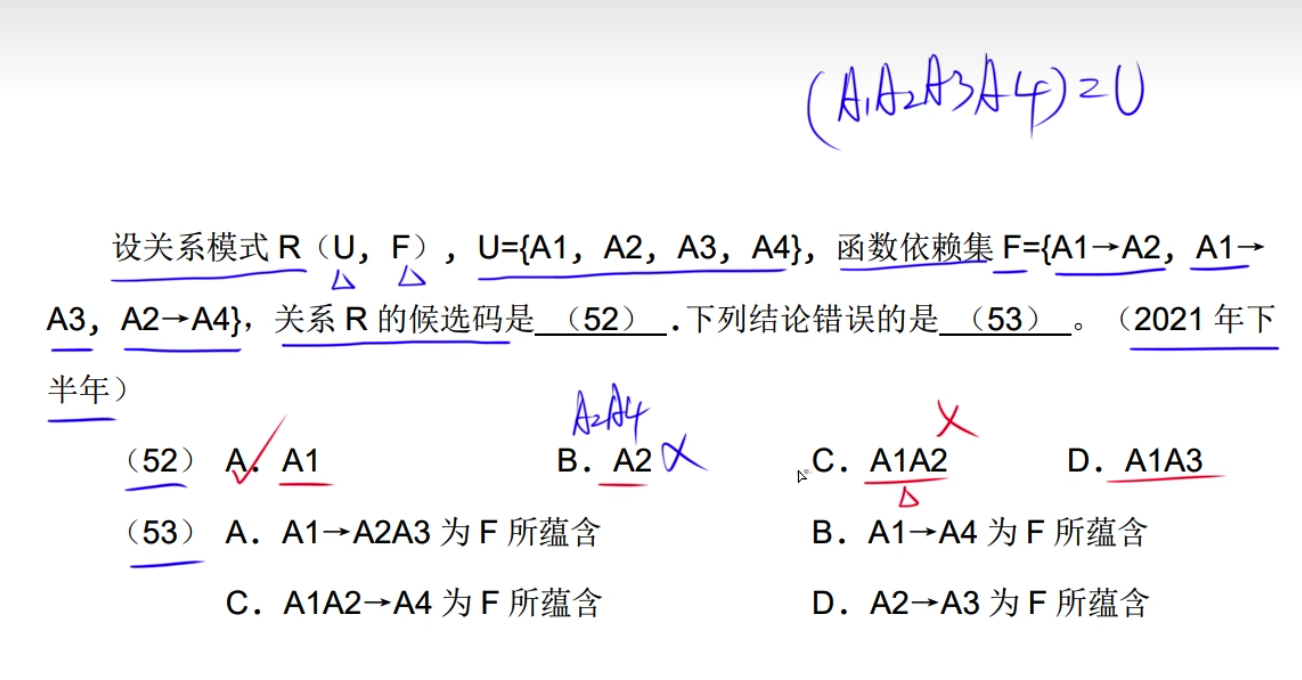 (A1A2A3A4)=U
设关系模式 R（U，F），U={A1，A2，A3，A4}，函数依赖集 F={A1→A2，A1→
A3，A2→A4}，关系 R 的候选码是 （52） .下列结论错误的是 （53） 。（2021 年下
半年）
A2A4
（52） A. A1 B. A2 C. A1A2 D. A1A3
（53） A. A1→A2A3 为 F 所蕴含 B. A1→A4 为 F 所蕴含
C. A1A2→A4 为 F 所蕴含 D. A2→A3 为 F 所蕴含